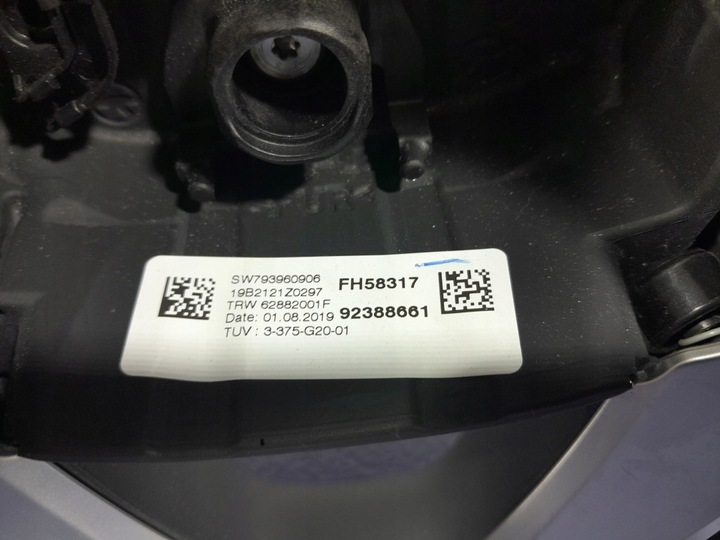 SW793960906
19B2121Z0297
TRW 62882001F
Date: 01.08.2019
TUV : 3-375-G20-01
FH58317
92388661